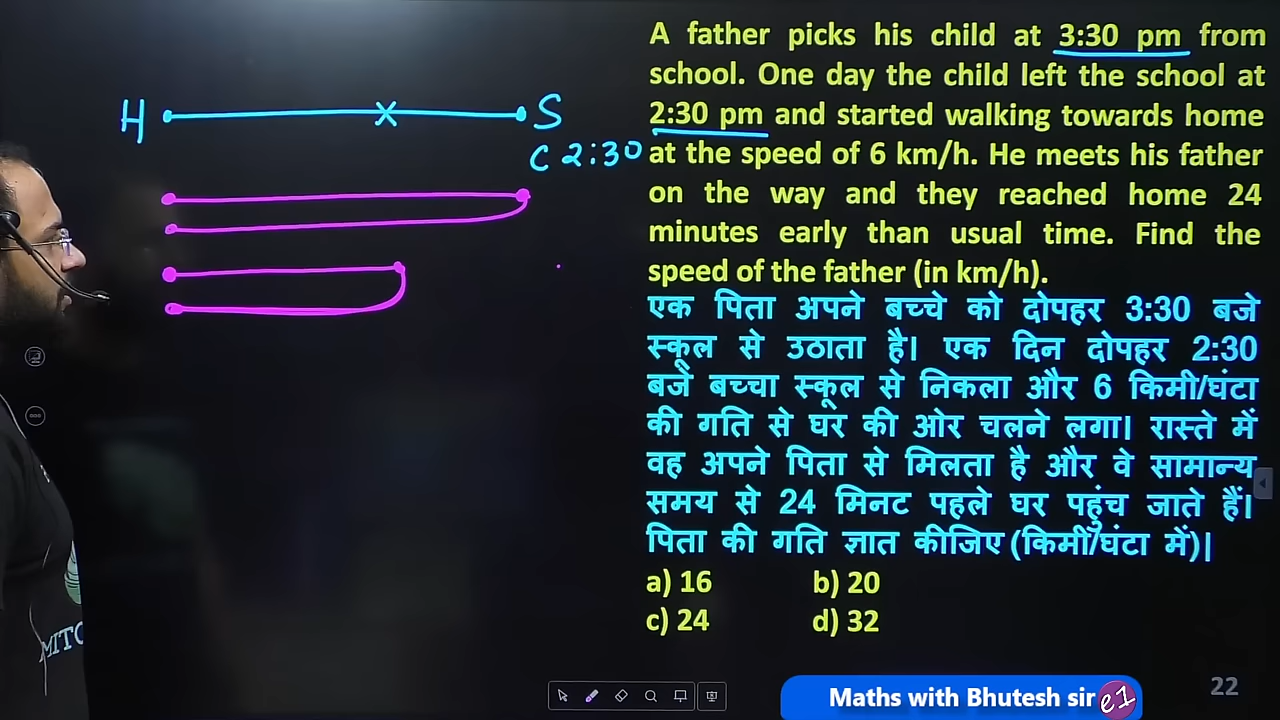 A father picks his child at 3:30 pm from
school. One day the child left the school at
2:30 pm and started walking towards home
at the speed of 6 km/h. He meets his father
on the way and they reached home 24
minutes early than usual time. Find the
speed of the father (in km/h).
एक पिता अपने बच्चे को दोपहर 3:30 बजे
स्कूल से उठाता है। एक दिन दोपहर 2:30
बजे बच्चा स्कूल से निकला और 6 किमी/घंटा
की गति से घर की ओर चलने लगा। रास्ते में
वह अपने पिता से मिलता है और वे सामान्य
समय से 24 मिनट पहले घर पहुंच जाते हैं।
पिता की गति ज्ञात कीजिए (किमी/घंटा में)।
a) 16 b) 20
c) 24 d) 32
H S
C 2:30
Maths with Bhutesh sir e1
22